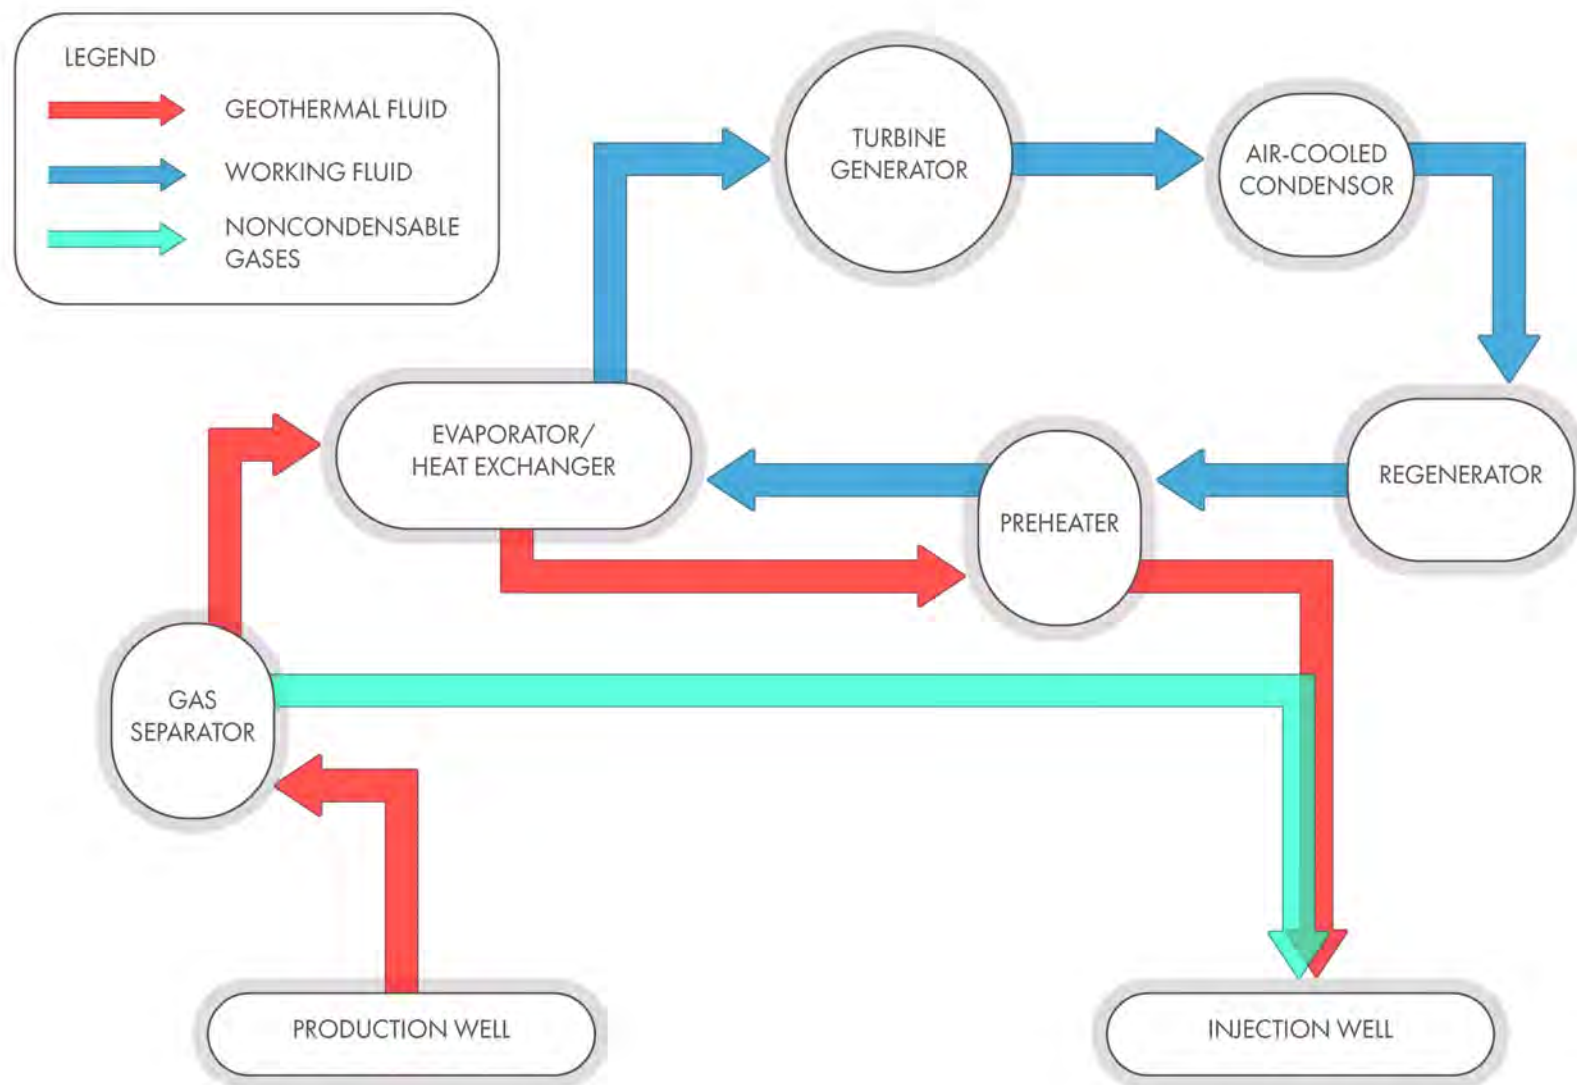 LEGEND
GEOTHERMAL FLUID
WORKING FLUID
NONCONDENSABLE
GASES
TURBINE
GENERATOR
AIR-COOLED
CONDENSOR
EVAPORATOR/
HEAT EXCHANGER
PREHEATER
REGENERATOR
GAS
SEPARATOR
PRODUCTION WELL
INJECTION WELL